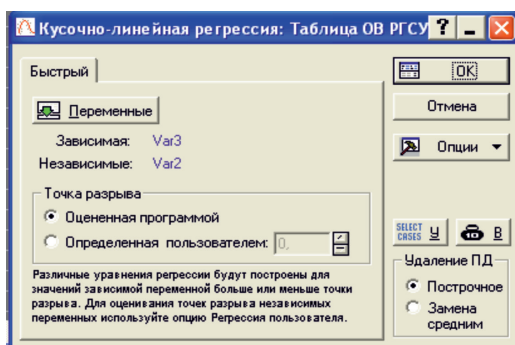 Кусочно-линейная регрессия: Таблица ОВ РГСУ ?
Быстрый
Переменные
Зависимая: Var3
Независимые: Var2
Точка разрыва
Оцененная программой
Определенная пользователем: 0,
Различные уравнения регрессии будут построены для
значений зависимой переменной больше или меньше точки
разрыва. Для оценивания точек разрыва независимых
переменных используйте опцию Регрессия пользователя.
OK
Отмена
Опции
SELECT CASES У В
Удаление ПД
Построчное
Замена
средним